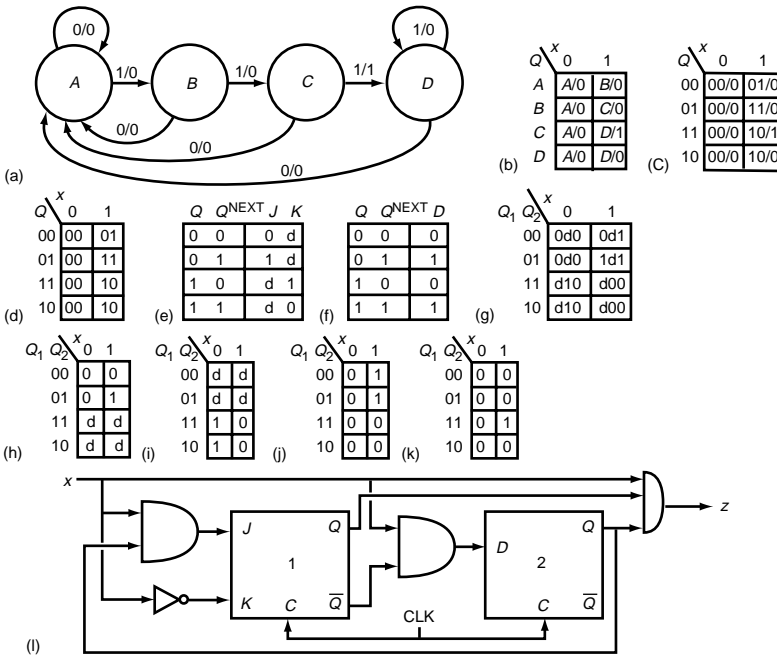 0/0
1/0
A
1/0
B
1/0
C
1/1
D
0/0
0/0
0/0
(a)
Q x 0 1
A A/0 B/0
B A/0 C/0
C A/0 D/1
D A/0 D/0
(b)
Q x 0 1
00 00/0 01/0
01 00/0 11/0
11 00/0 10/1
10 00/0 10/0
(C)
Q x 0 1
00 00 01
01 00 11
11 00 10
10 00 10
(d)
Q Q^NEXT J K
0 0 0 d
0 1 1 d
1 0 d 1
1 1 d 0
(e)
Q Q^NEXT D
0 0 0
0 1 1
1 0 0
1 1 1
(f)
Q1 Q2 x 0 1
00 0d0 0d1
01 0d0 1d1
11 d10 d00
10 d10 d00
(g)
Q1 Q2 x 0 1
00 0 0
01 0 1
11 d d
10 d d
(h)
Q1 Q2 x 0 1
00 d d
01 d d
11 1 0
10 1 0
(i)
Q1 Q2 x 0 1
00 0 1
01 0 1
11 0 0
10 0 0
(j)
Q1 Q2 x 0 1
00 0 0
01 0 0
11 0 1
10 0 0
(k)
x
z
J Q
1
K C Q̅
D Q
2
C Q̅
CLK
(l)